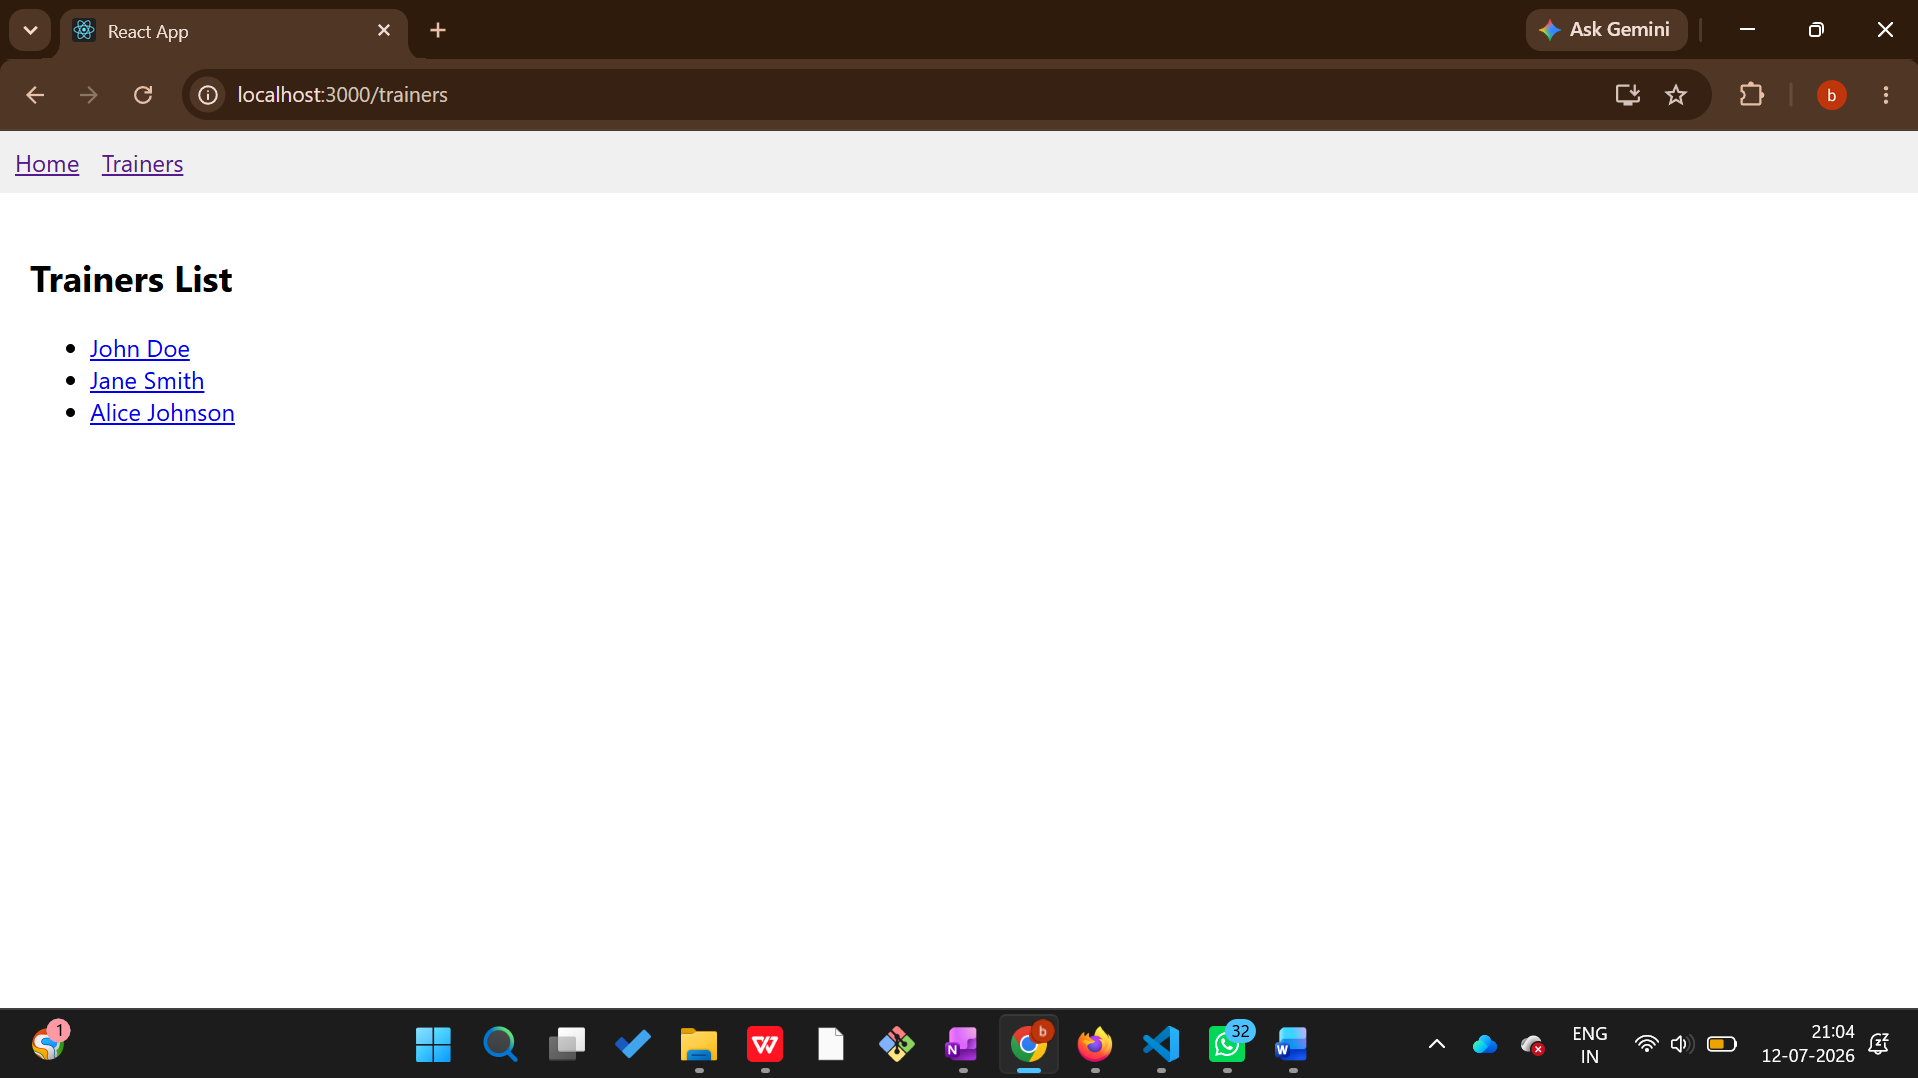 React App
Ask Gemini
localhost:3000/trainers
b
Home Trainers
Trainers List
John Doe
Jane Smith
Alice Johnson
1
b
32
ENG
IN
21:04
12-07-2026